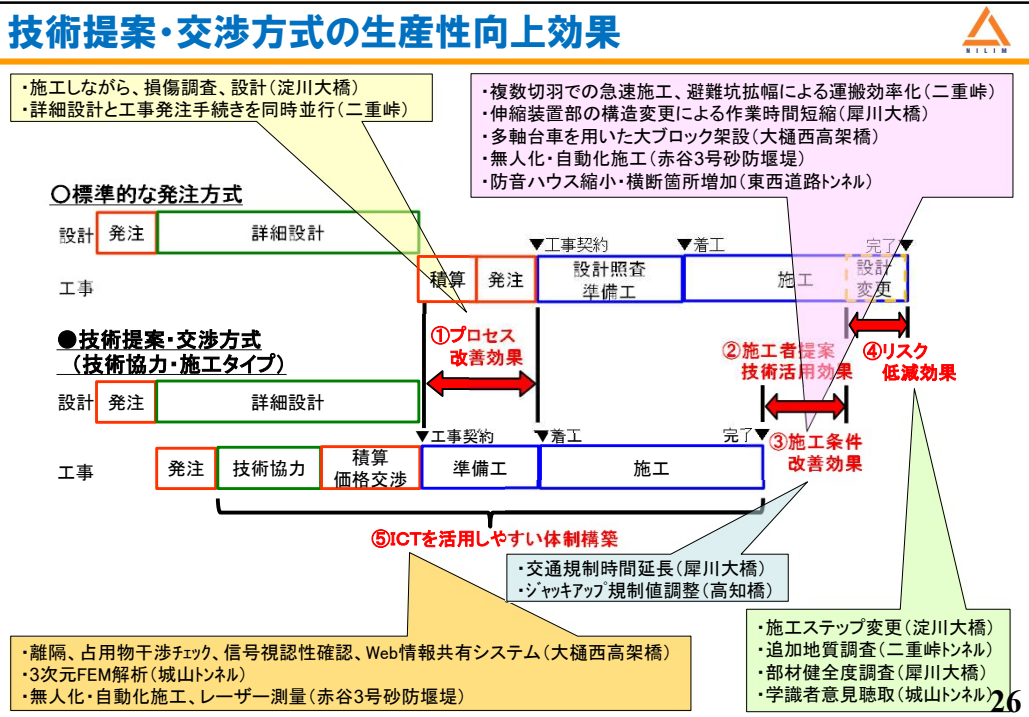 技術提案・交渉方式の生産性向上効果
NILIM
・施工しながら、損傷調査、設計(淀川大橋)
・詳細設計と工事発注手続きを同時並行(二重峠)
・複数切羽での急速施工、避難坑拡幅による運搬効率化(二重峠)
・伸縮装置部の構造変更による作業時間短縮(犀川大橋)
・多軸台車を用いた大ブロック架設(大樋西高架橋)
・無人化・自動化施工(赤谷3号砂防堰堤)
・防音ハウス縮小・横断箇所増加(東西道路トンネル)
〇標準的な発注方式
設計 発注 詳細設計
▼工事契約 ▼着工 完了▼
工事 積算 発注 設計照査
準備工 施工 設計
変更
①プロセス
改善効果
②施工者提案
技術活用効果
④リスク
低減効果
●技術提案・交渉方式
(技術協力・施工タイプ)
設計 発注 詳細設計
▼工事契約 ▼着工 完了▼
③施工条件
改善効果
工事 発注 技術協力 積算
価格交渉 準備工 施工
⑤ICTを活用しやすい体制構築
・交通規制時間延長(犀川大橋)
・ジャッキアップ規制値調整(高知橋)
・施工ステップ変更(淀川大橋)
・追加地質調査(二重峠トンネル)
・部材健全度調査(犀川大橋)
・学識者意見聴取(城山トンネル)
・離隔、占用物干渉チェック、信号視認性確認、Web情報共有システム(大樋西高架橋)
・3次元FEM解析(城山トンネル)
・無人化・自動化施工、レーザー測量(赤谷3号砂防堰堤)
26